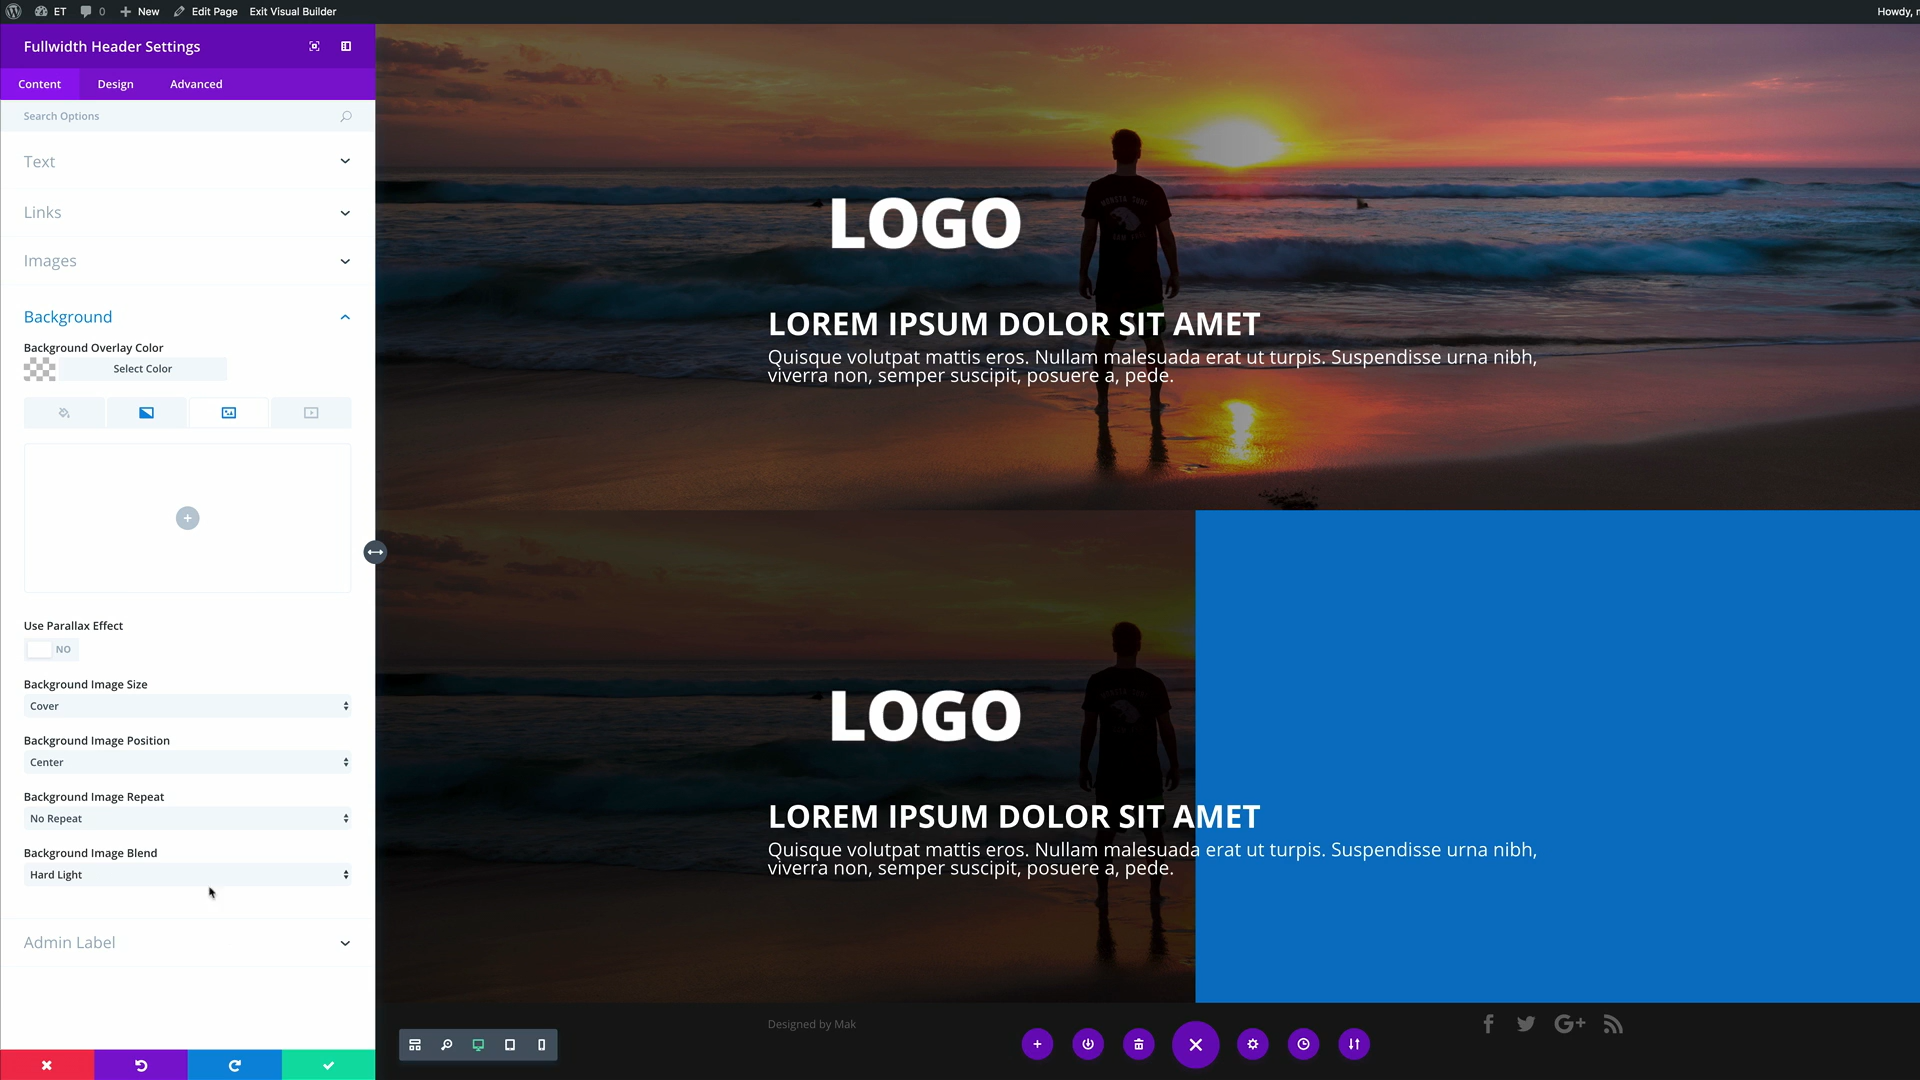 ET
0
New
Edit Page
Exit Visual Builder
Howdy,
Fullwidth Header Settings
Content
Design
Advanced
Search Options
Text
Links
Images
Background
Background Overlay Color
Select Color
Use Parallax Effect
NO
Background Image Size
Cover
Background Image Position
Center
Background Image Repeat
No Repeat
Background Image Blend
Hard Light
Admin Label
LOGO
LOREM IPSUM DOLOR SIT AMET
Quisque volutpat mattis eros. Nullam malesuada erat ut turpis. Suspendisse urna nibh,
viverra non, semper suscipit, posuere a, pede.
LOGO
LOREM IPSUM DOLOR SIT AMET
Quisque volutpat mattis eros. Nullam malesuada erat ut turpis. Suspendisse urna nibh,
viverra non, semper suscipit, posuere a, pede.
Designed by Mak